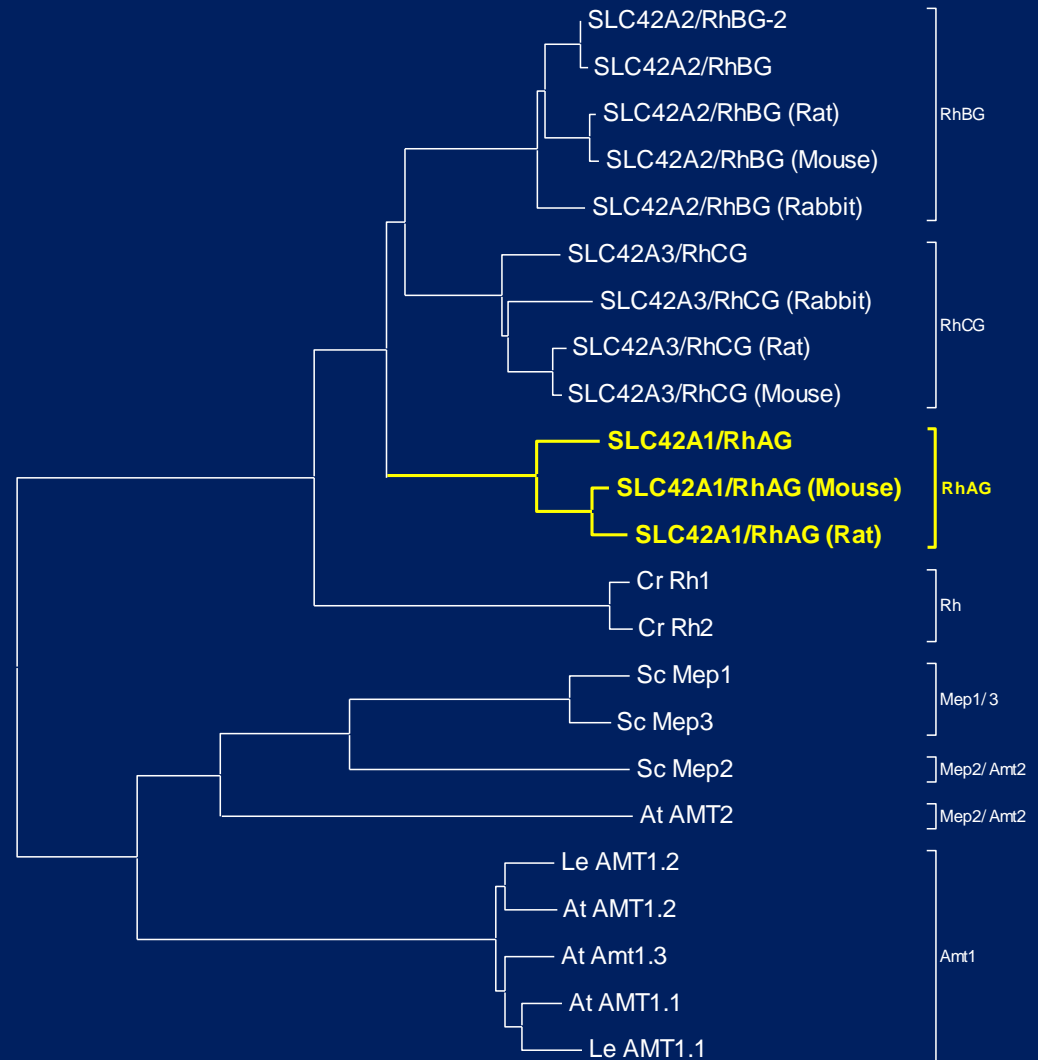 SLC42A2/RhBG-2
SLC42A2/RhBG
SLC42A2/RhBG (Rat)
RhBG
SLC42A2/RhBG (Mouse)
SLC42A2/RhBG (Rabbit)
SLC42A3/RhCG
SLC42A3/RhCG (Rabbit)
RhCG
SLC42A3/RhCG (Rat)
SLC42A3/RhCG (Mouse)
SLC42A1/RhAG
SLC42A1/RhAG (Mouse)
RhAG
SLC42A1/RhAG (Rat)
Cr Rh1
Rh
Cr Rh2
Sc Mep1
Mep1/3
Sc Mep3
Sc Mep2
Mep2/Amt2
At AMT2
Mep2/Amt2
Le AMT1.2
At AMT1.2
At Amt1.3
Amt1
At AMT1.1
Le AMT1.1